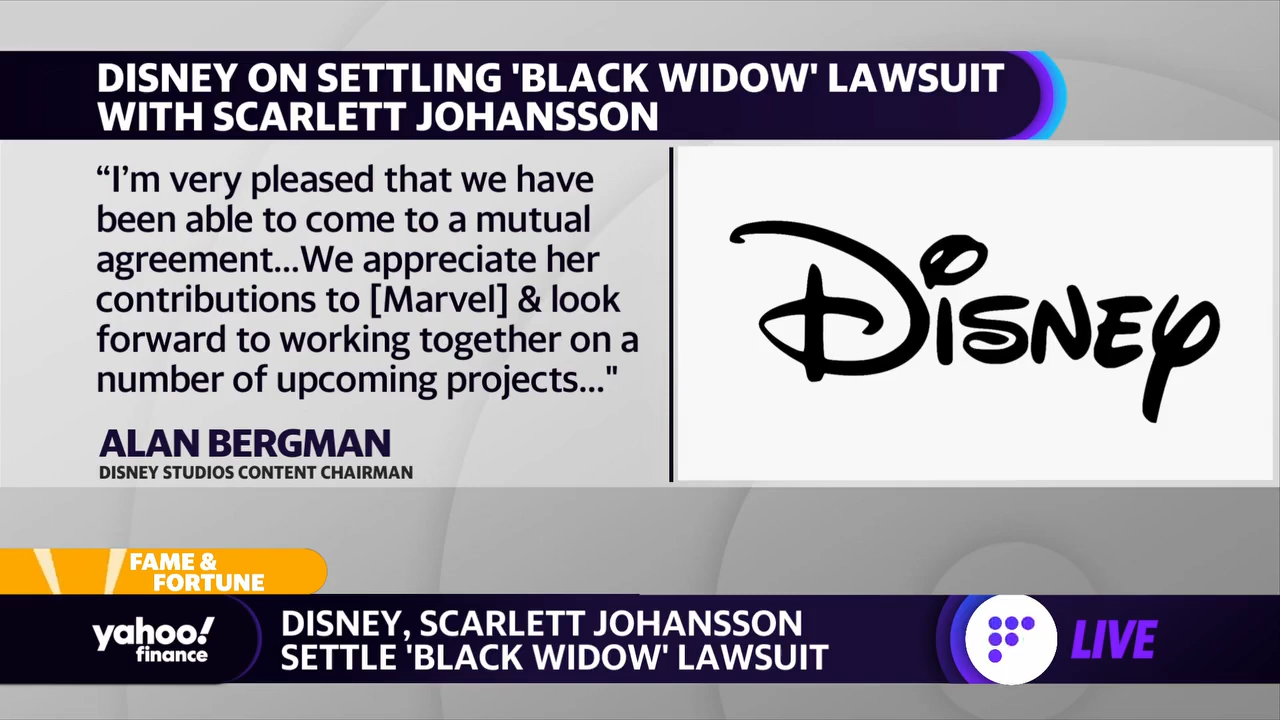 DISNEY ON SETTLING 'BLACK WIDOW' LAWSUIT
WITH SCARLETT JOHANSSON
“I’m very pleased that we have
been able to come to a mutual
agreement...We appreciate her
contributions to [Marvel] & look
forward to working together on a
number of upcoming projects..."
ALAN BERGMAN
DISNEY STUDIOS CONTENT CHAIRMAN
Disney
FAME &
FORTUNE
yahoo!
finance
DISNEY, SCARLETT JOHANSSON
SETTLE 'BLACK WIDOW' LAWSUIT
LIVE